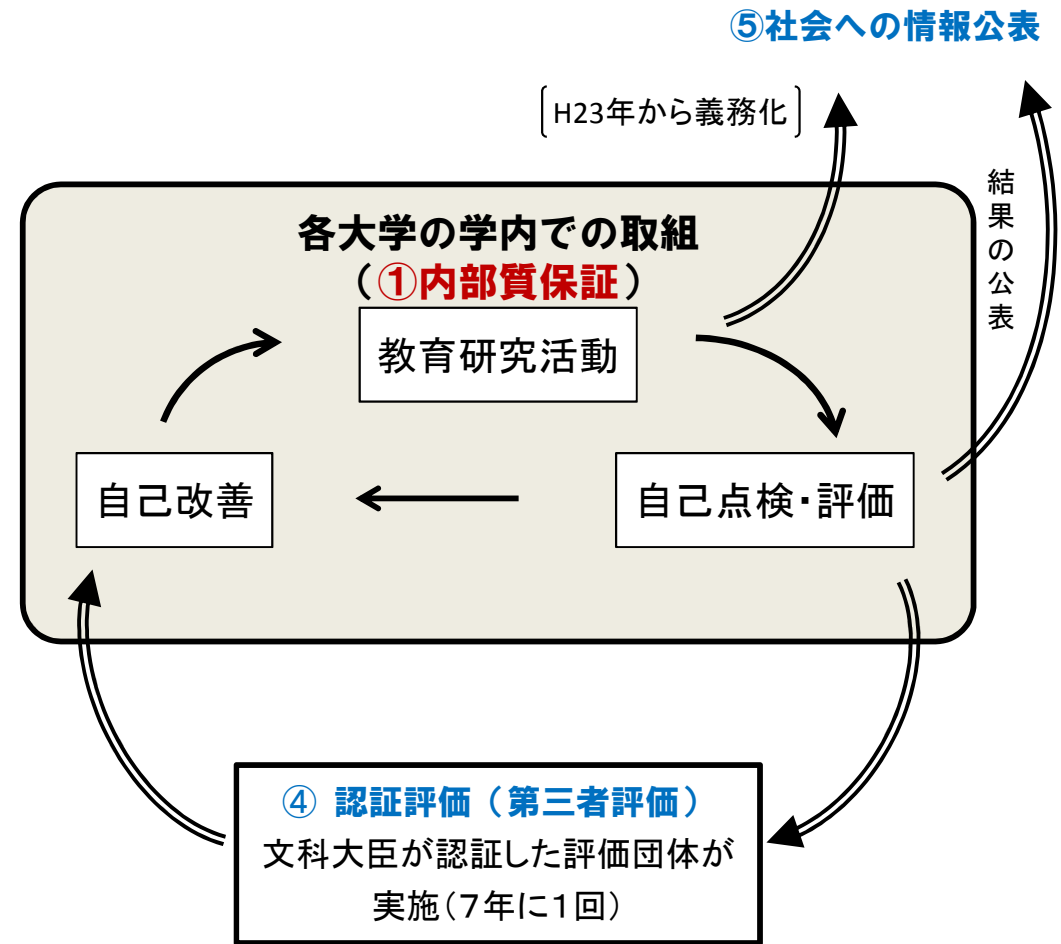 ⑤社会への情報公表
[H23年から義務化]
結果の公表
各大学の学内での取組
（①内部質保証）
教育研究活動
自己改善
自己点検・評価
④ 認証評価（第三者評価）
文科大臣が認証した評価団体が
実施（７年に１回）